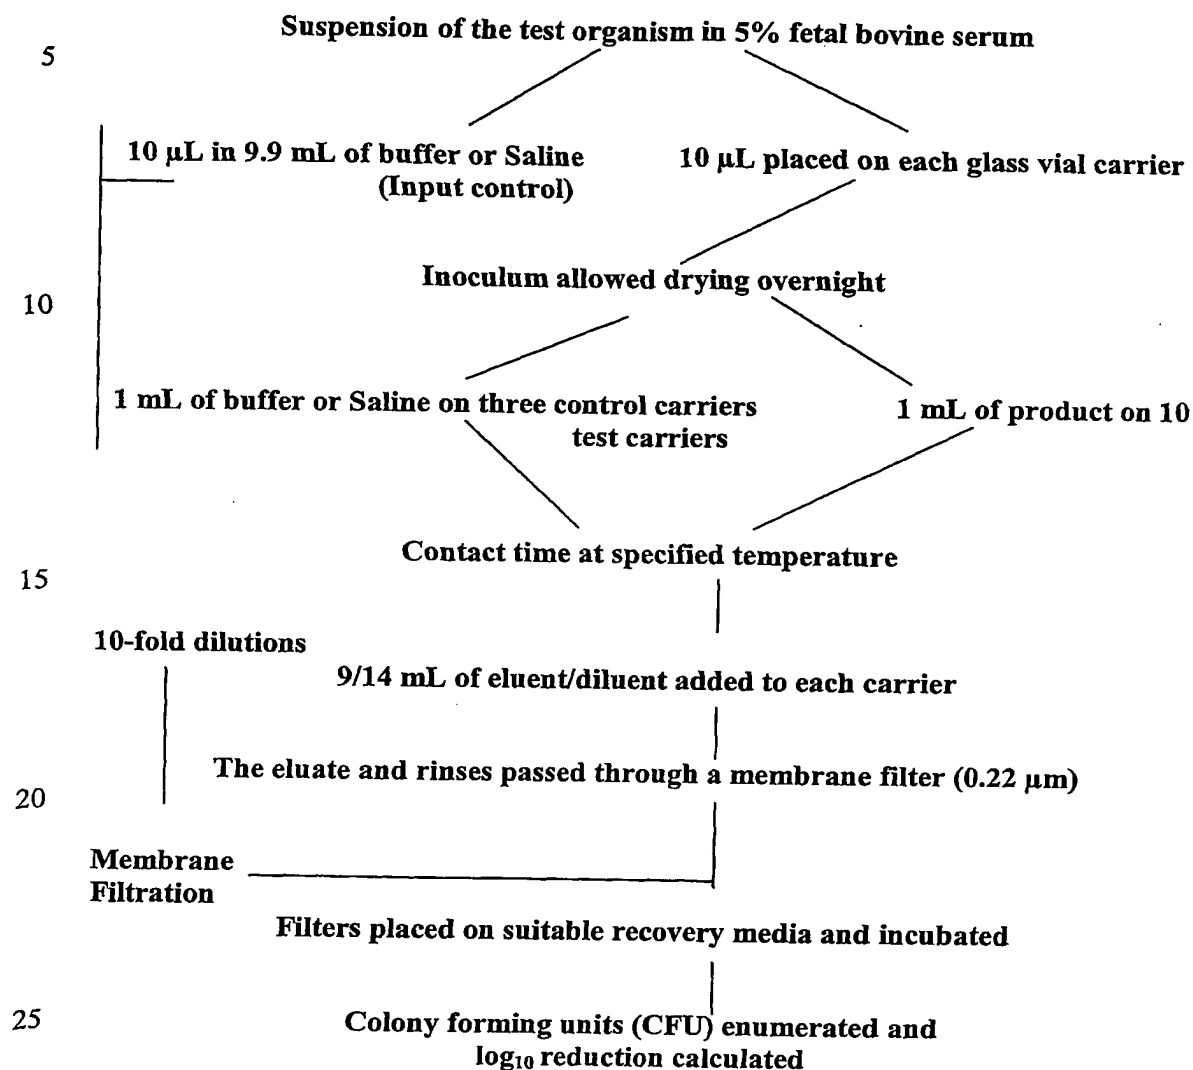 Suspension of the test organism in 5% fetal bovine serum
5
10 µL in 9.9 mL of buffer or Saline
(Input control)
10 µL placed on each glass vial carrier
Inoculum allowed drying overnight
10
1 mL of buffer or Saline on three control carriers
test carriers
1 mL of product on 10
Contact time at specified temperature
15
10-fold dilutions
9/14 mL of eluent/diluent added to each carrier
The eluate and rinses passed through a membrane filter (0.22 µm)
20
Membrane
Filtration
Filters placed on suitable recovery media and incubated
25
Colony forming units (CFU) enumerated and
log₁₀ reduction calculated